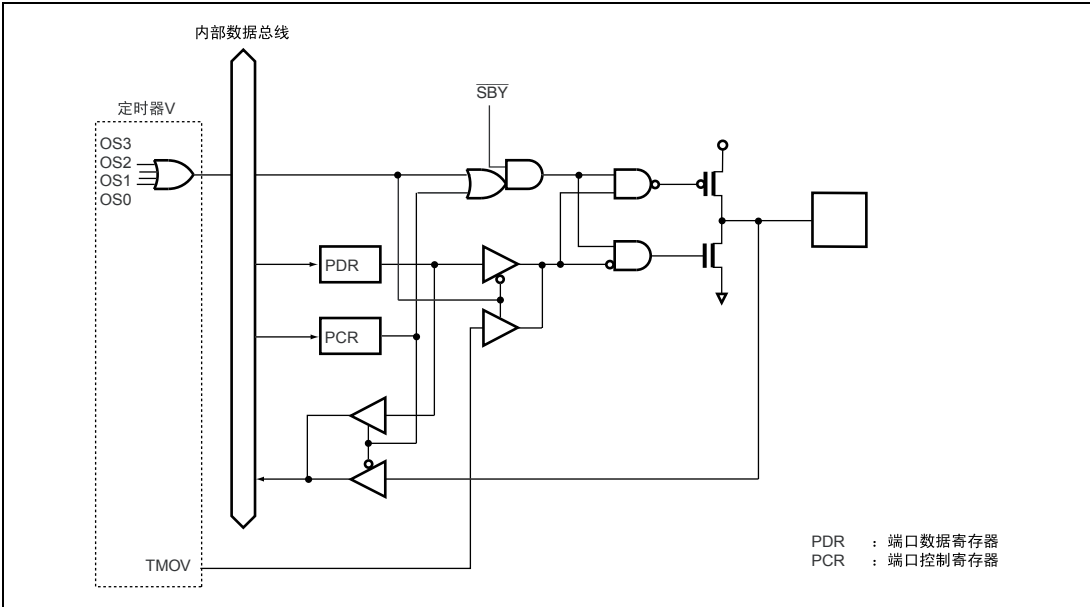 内部数据总线
SBY
定时器V
OS3
OS2
OS1
OS0
PDR
PCR
TMOV
PDR ：端口数据寄存器
PCR ：端口控制寄存器